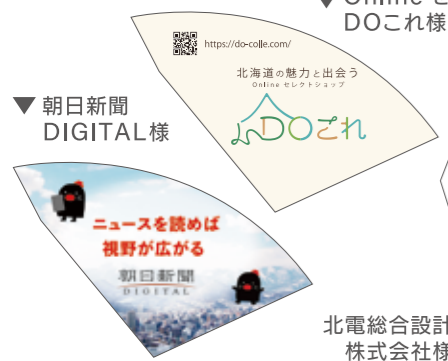 ▼ Online セ
DOこれ様
https://do-colle.com/
北海道の魅力と出会う
Online セレクトショップ
DOこれ
▼ 朝日新聞
DIGITAL様
ニュースを読めば
視野が広がる
朝日新聞
DIGITAL
北電総合設計
株式会社様